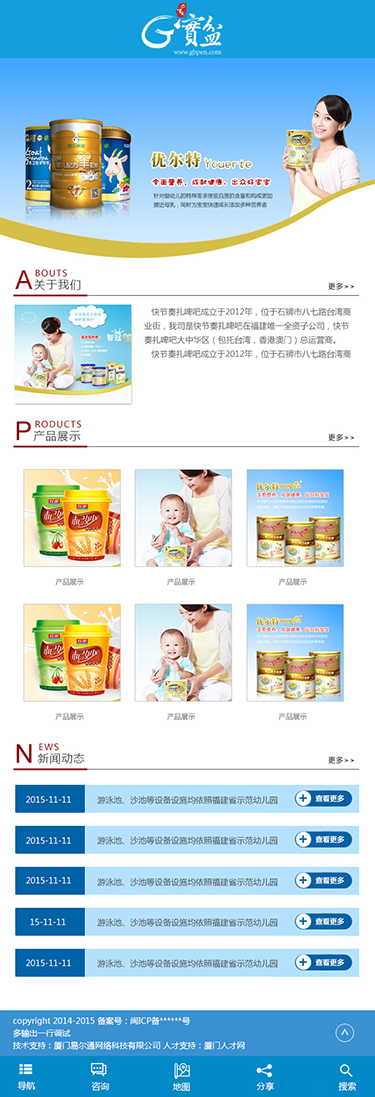 G寶盆
www.gbpen.com
优尔特 Youerte
全面营养，成就健康、出众好宝宝
针对婴幼儿的特殊需求使蛋白质的含量和构成更加
接近母乳，同时为宝宝快速成长添加多种营养素
ABOUTS
关于我们
更多>>
快节奏扎啤吧成立于2012年，位于石狮市八七路台湾商
业街，我司是快节奏扎啤吧在福建唯一全资子公司，快节
奏扎啤吧大中华区（包托台湾，香港澳门）总运营商。
快节奏扎啤吧成立于2012年，位于石狮市八七路台湾商
PRODUCTS
产品展示
更多>>
优尔特
产品展示
产品展示
产品展示
优尔特
产品展示
产品展示
产品展示
NEWS
新闻动态
更多>>
2015-11-11 游泳池、沙池等设备设施均依照福建省示范幼儿园 查看更多
2015-11-11 游泳池、沙池等设备设施均依照福建省示范幼儿园 查看更多
2015-11-11 游泳池、沙池等设备设施均依照福建省示范幼儿园 查看更多
15-11-11 游泳池、沙池等设备设施均依照福建省示范幼儿园 查看更多
2015-11-11 游泳池、沙池等设备设施均依照福建省示范幼儿园 查看更多
copyright 2014-2015 备案号：闽ICP备******号
多输出一行调试
技术支持：厦门易尔通网络科技有限公司 人才支持：厦门人才网
导航 咨询 地图 分享 搜索